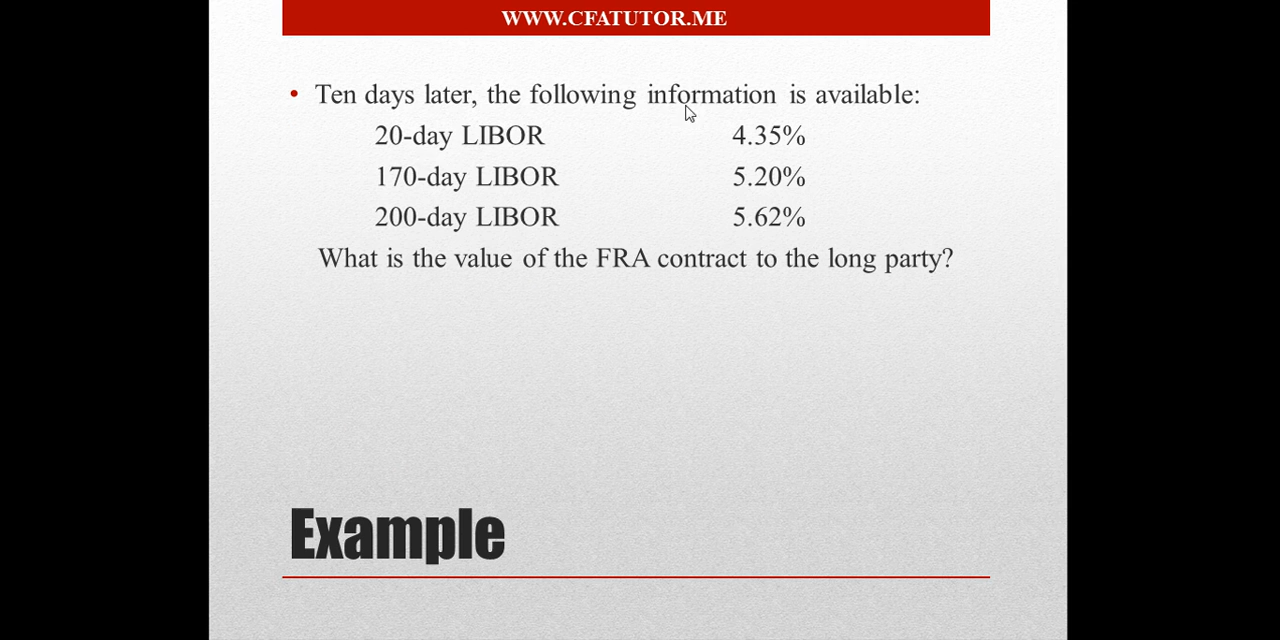 WWW.CFATUTOR.ME
• Ten days later, the following information is available:
20-day LIBOR 4.35%
170-day LIBOR 5.20%
200-day LIBOR 5.62%
What is the value of the FRA contract to the long party?
Example